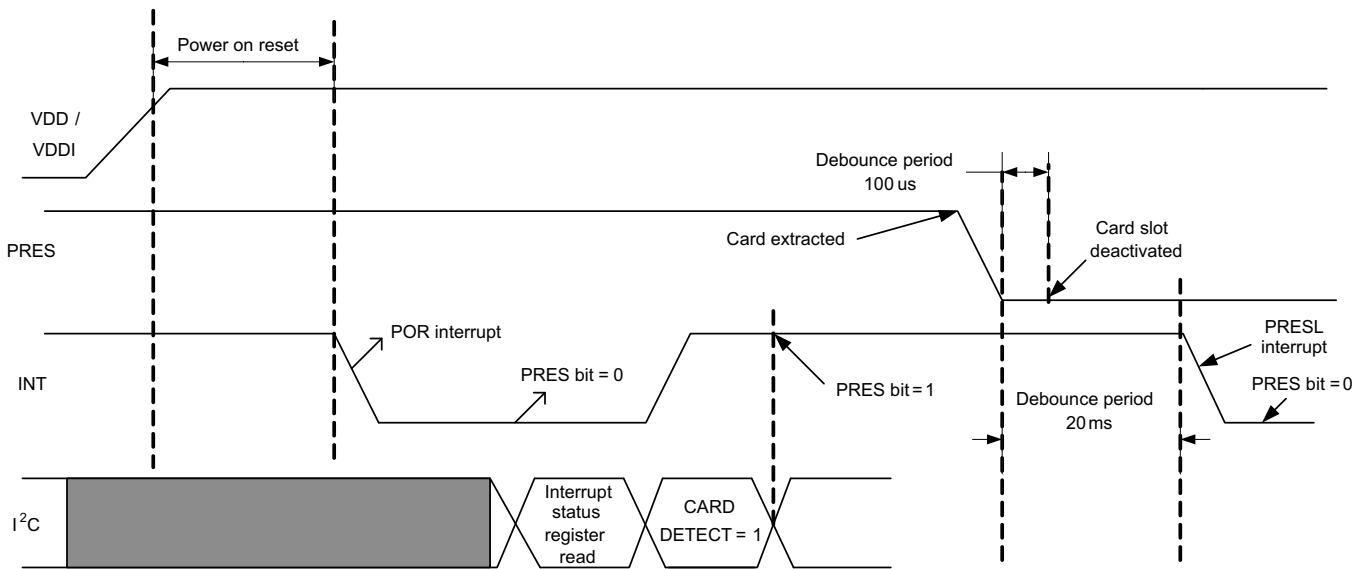 Power on reset
VDD /
VDDI
Debounce period
100 us
Card extracted
Card slot
deactivated
PRES
POR interrupt
PRESL
interrupt
INT
PRES bit = 0
PRES bit = 1
PRES bit = 0
Debounce period
20 ms
I²C
Interrupt
status
register
read
CARD
DETECT = 1